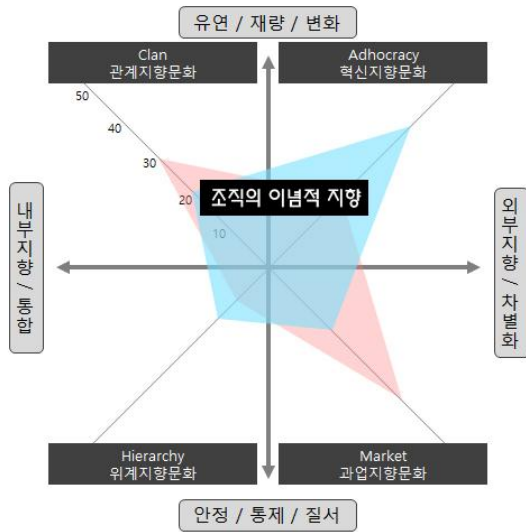 유연 / 재량 / 변화
Clan
관계지향문화
Adhocracy
혁신지향문화
50
40
30
20
10
조직의 이념적 지향
내부지향 / 통합
외부지향 / 차별화
Hierarchy
위계지향문화
Market
과업지향문화
안정 / 통제 / 질서